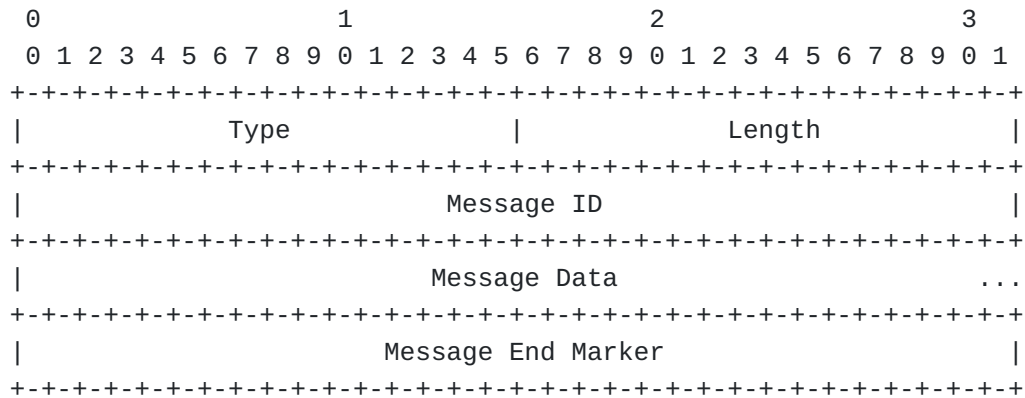 0                   1                   2                   3
 0 1 2 3 4 5 6 7 8 9 0 1 2 3 4 5 6 7 8 9 0 1 2 3 4 5 6 7 8 9 0 1
+-+-+-+-+-+-+-+-+-+-+-+-+-+-+-+-+-+-+-+-+-+-+-+-+-+-+-+-+-+-+-+-+
|             Type              |             Length            |
+-+-+-+-+-+-+-+-+-+-+-+-+-+-+-+-+-+-+-+-+-+-+-+-+-+-+-+-+-+-+-+-+
|                           Message ID                          |
+-+-+-+-+-+-+-+-+-+-+-+-+-+-+-+-+-+-+-+-+-+-+-+-+-+-+-+-+-+-+-+-+
|                          Message Data                       ...
+-+-+-+-+-+-+-+-+-+-+-+-+-+-+-+-+-+-+-+-+-+-+-+-+-+-+-+-+-+-+-+-+
|                       Message End Marker                      |
+-+-+-+-+-+-+-+-+-+-+-+-+-+-+-+-+-+-+-+-+-+-+-+-+-+-+-+-+-+-+-+-+